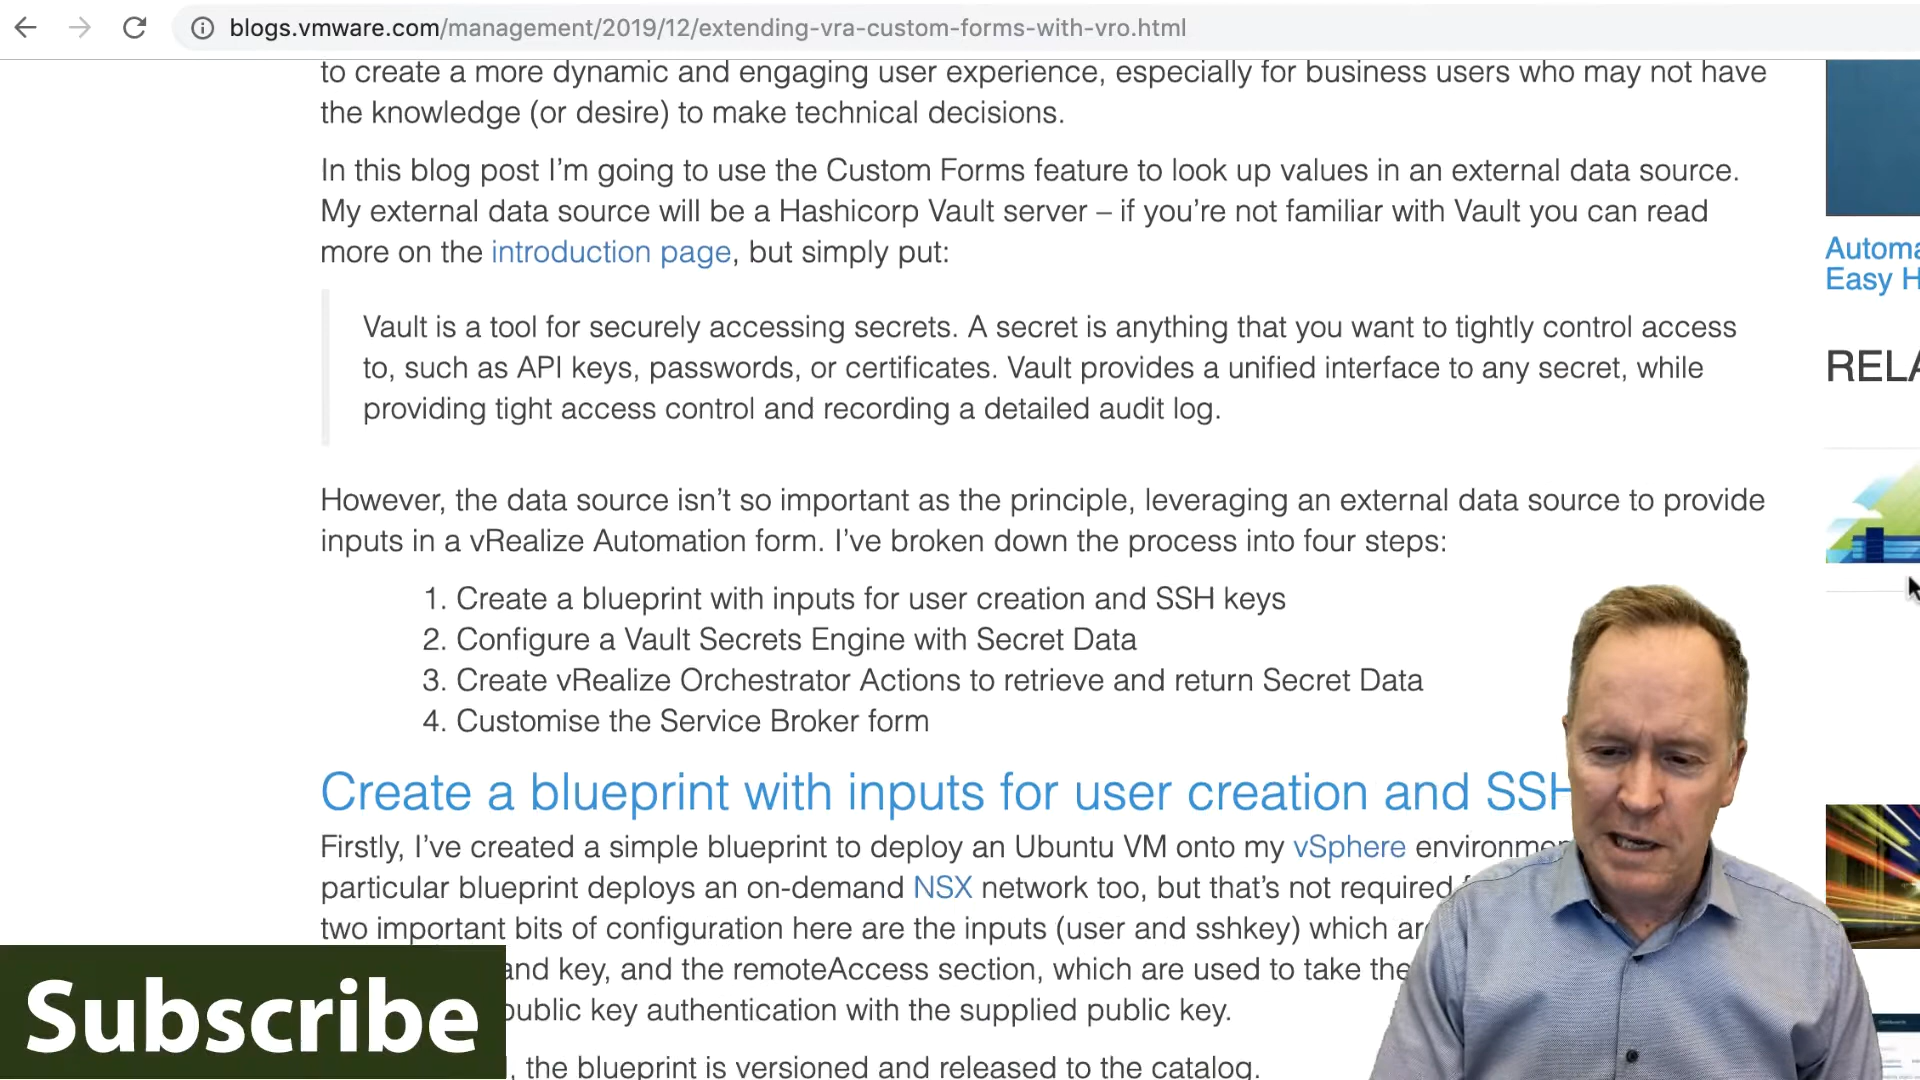 blogs.vmware.com/management/2019/12/extending-vra-custom-forms-with-vro.html
to create a more dynamic and engaging user experience, especially for business users who may not have
the knowledge (or desire) to make technical decisions.
In this blog post I'm going to use the Custom Forms feature to look up values in an external data source.
My external data source will be a Hashicorp Vault server – if you're not familiar with Vault you can read
more on the introduction page, but simply put:
Vault is a tool for securely accessing secrets. A secret is anything that you want to tightly control access
to, such as API keys, passwords, or certificates. Vault provides a unified interface to any secret, while
providing tight access control and recording a detailed audit log.
However, the data source isn't so important as the principle, leveraging an external data source to provide
inputs in a vRealize Automation form. I've broken down the process into four steps:
1. Create a blueprint with inputs for user creation and SSH keys
2. Configure a Vault Secrets Engine with Secret Data
3. Create vRealize Orchestrator Actions to retrieve and return Secret Data
4. Customise the Service Broker form
Create a blueprint with inputs for user creation and SSH
Firstly, I've created a simple blueprint to deploy an Ubuntu VM onto my vSphere
particular blueprint deploys an on-demand NSX network too, but that's not required
two important bits of configuration here are the inputs (user and sshkey) which
and key, and the remoteAccess section, which are used to take the
public key authentication with the supplied public key.
, the blueprint is versioned and released to the catalog.
Easy
Subscribe